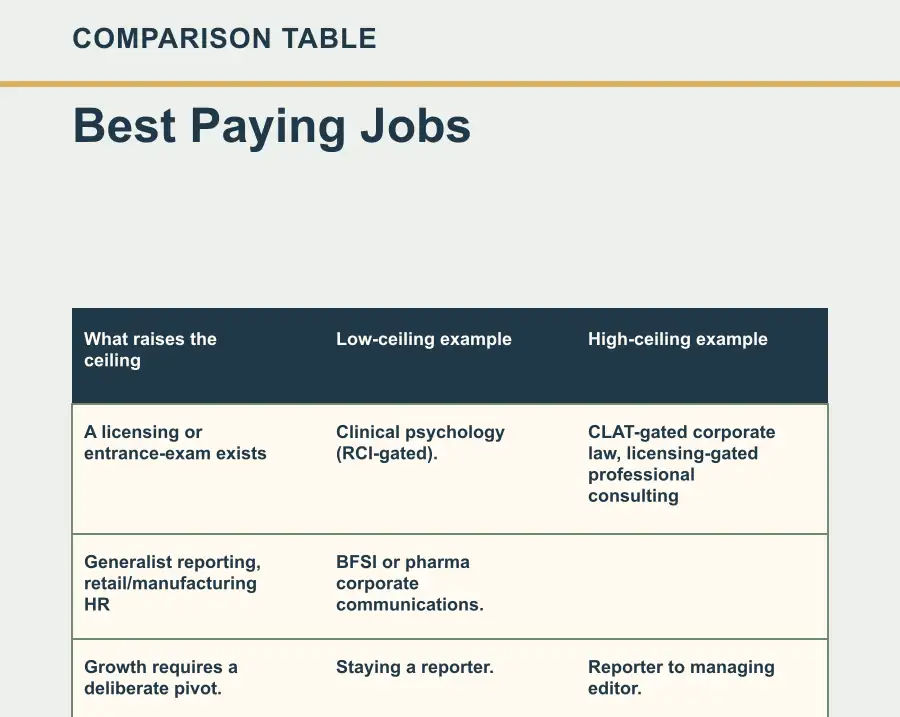 COMPARISON TABLE
Best Paying Jobs
What raises the
ceiling
Low-ceiling example
High-ceiling example
A licensing or
entrance-exam exists
Clinical psychology
(RCI-gated).
CLAT-gated corporate
law, licensing-gated
professional
consulting
Generalist reporting,
retail/manufacturing
HR
BFSI or pharma
corporate
communications.
Growth requires a
deliberate pivot.
Staying a reporter.
Reporter to managing
editor.